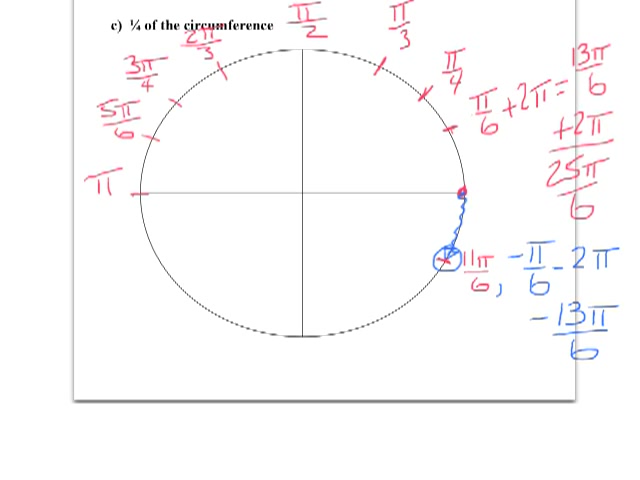 c) ¼ of the circumference
π/2
π/3
2π/3
π/4
3π/4
π/6 + 2π = 13π/6
5π/6
+2π
25π/6
π
11π/6, -π/6 - 2π
-13π/6